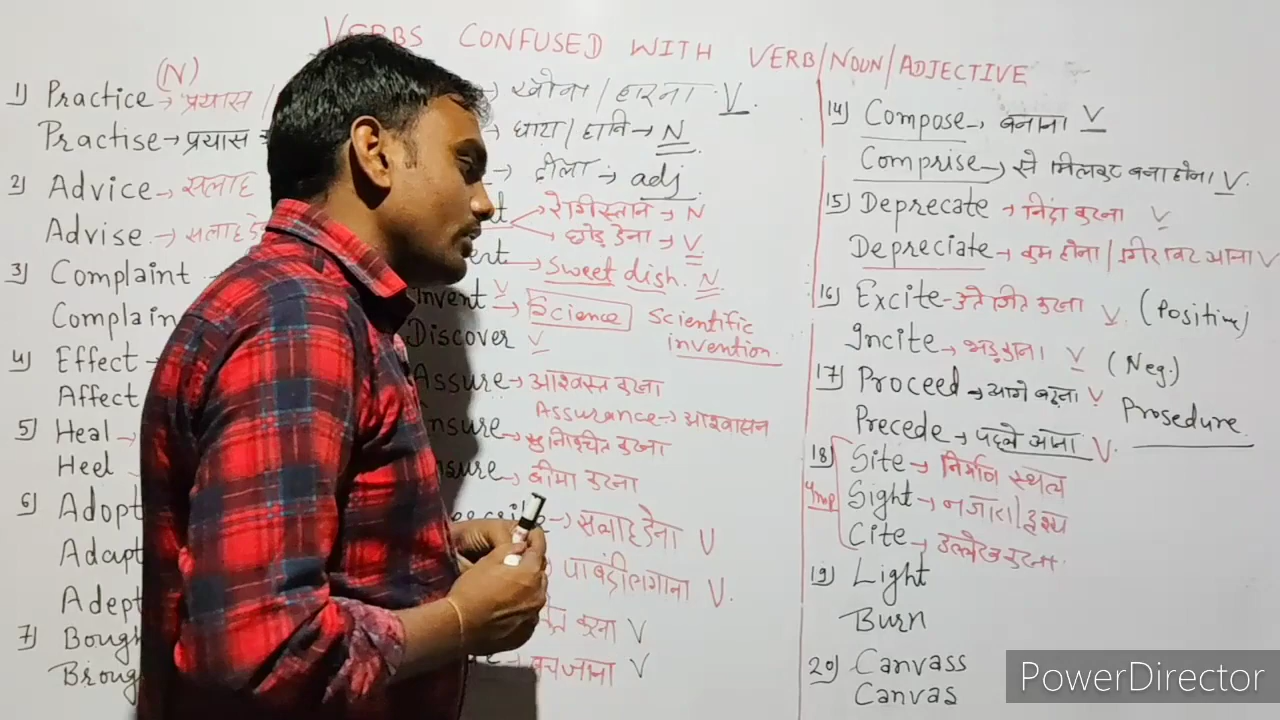 VERBS CONFUSED WITH VERB/NOUN/ADJECTIVE
(N)
1) Practice → प्रयास /
Practise → प्रयास
2) Advice → सलाह
Advise → सलाह दे
3) Complaint
Complain
4) Effect
Affect
5) Heal →
Heel
6) Adopt
Adapt
Adept
7) Bough
Broug
→ खोना / हारना V.
→ घाटा / हानि → N
→ ढीला → adj.
→ रेगिस्तान → N
→ छोड़ देना → V.
→ Sweet dish. N
Invent V → Science Scientific invention.
Discover V
Assure → आश्वस्त करना
Assurance → आश्वासन
nsure → सुनिश्चित करना
nsure → बीमा करना
→ सलाह देना V
पाबंदी लगाना V.
करना V
→ बच जाना V
14) Compose → बनाना V
Comprise → से मिलकर बना होना V.
15) Deprecate → निंदा करना V
Depreciate → कम होना / गिरावट आना V
16) Excite - उत्तेजित करना V. (Positive)
Incite → भड़काना V (Neg.)
17) Proceed → आगे बढ़ना V
Prosedure
Precede → पहले आना V.
18) Site → निर्माण स्थल
Imp Sight → नजारा / दृश्य
Cite → उल्लेख करना
19) Light
Burn
20) Canvass
Canvas
PowerDirector